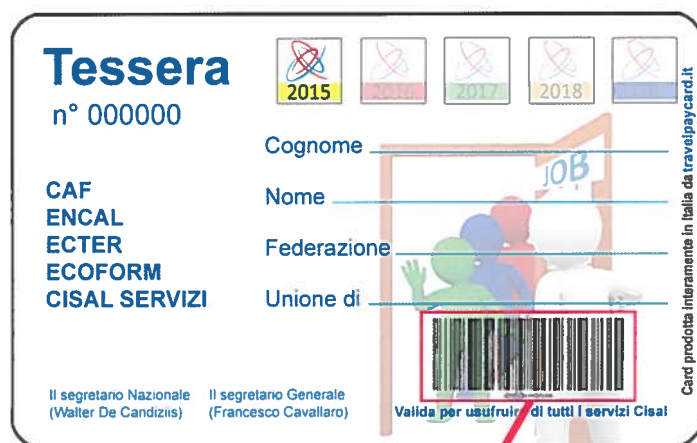 Tessera
n° 000000
2015
2016
2017
2018
Cognome
JOB
Nome
Federazione
Unione di
CAF
ENCAL
ECTER
ECOFORM
CISAL SERVIZI
Il segretario Nazionale
(Walter De Candiziis)
Il segretario Generale
(Francesco Cavallaro)
Valida per usufruire di tutti i servizi Cisal
Card prodotta interamente in Italia da travelpaycard.it